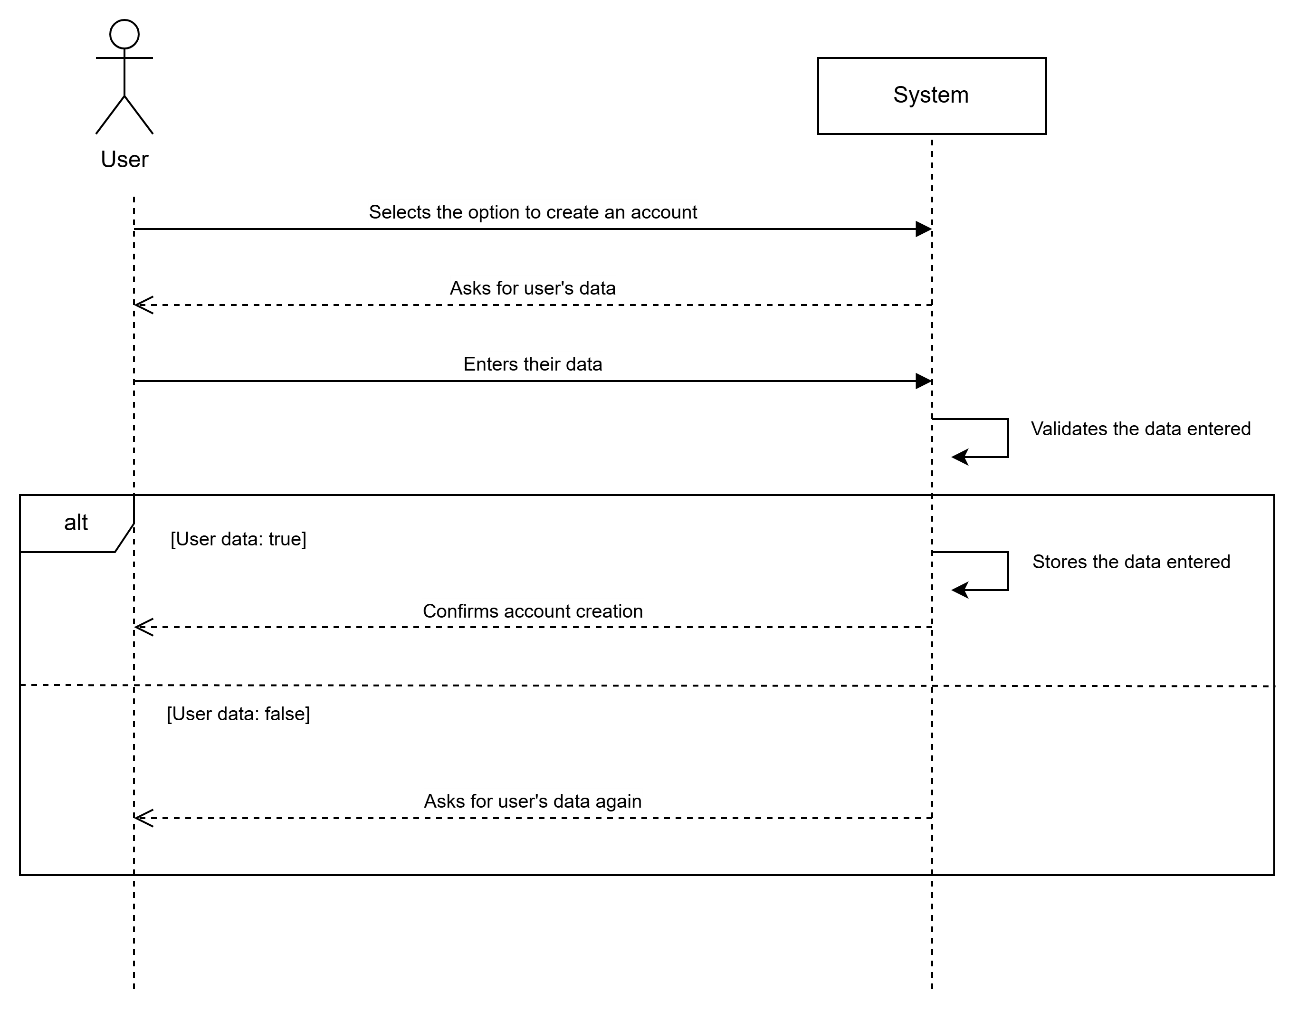 User
System
Selects the option to create an account
Asks for user's data
Enters their data
Validates the data entered
alt
[User data: true]
Stores the data entered
Confirms account creation
[User data: false]
Asks for user's data again